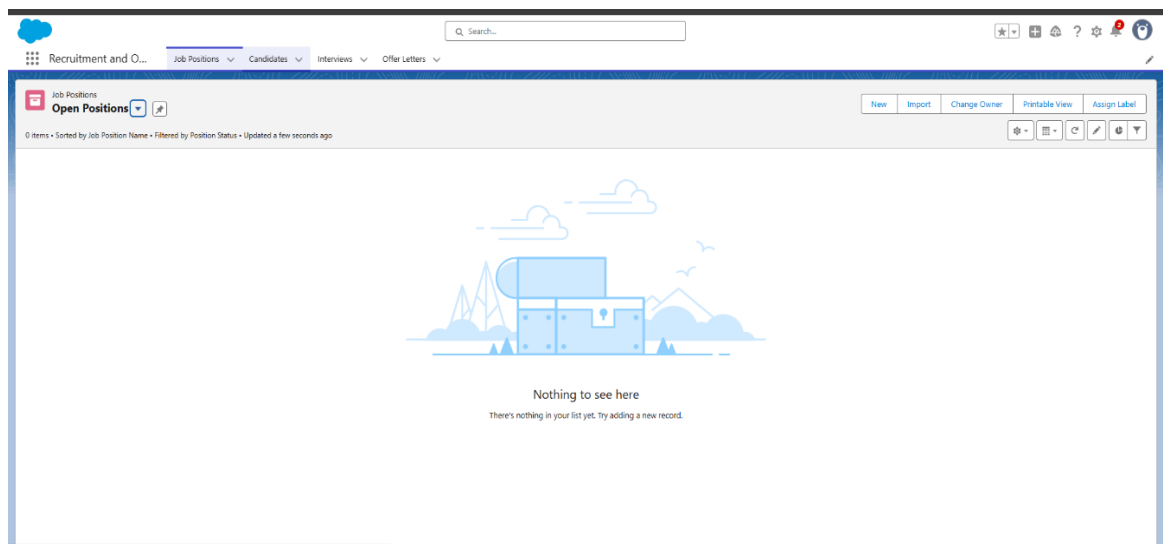 Search...
2
Recruitment and O...
Job Positions
Candidates
Interviews
Offer Letters
Job Positions
Open Positions
New
Import
Change Owner
Printable View
Assign Label
0 items • Sorted by Job Position Name • Filtered by Position Status • Updated a few seconds ago
Nothing to see here
There's nothing in your list yet. Try adding a new record.